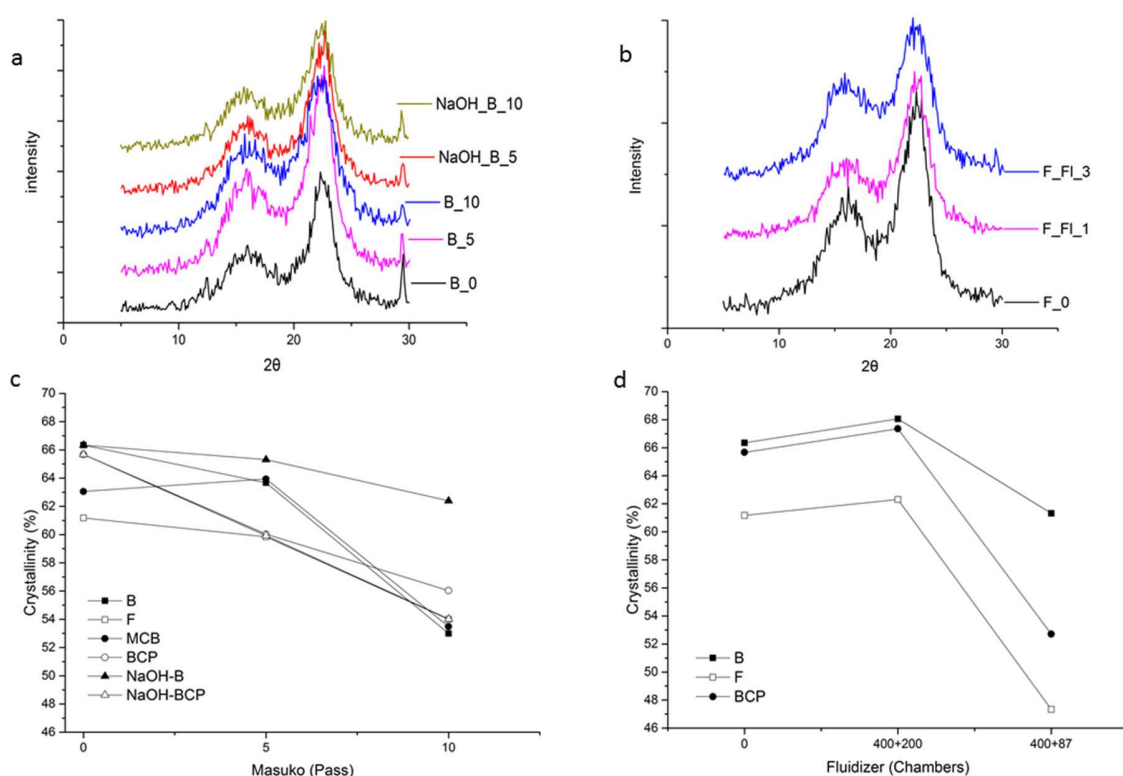 a
intensity
NaOH_B_10
NaOH_B_5
B_10
B_5
B_0
0 10 20 30
2θ
b
Intensity
F_Fl_3
F_Fl_1
F_0
0 10 20 30
2θ
c
Crystallinity (%)
70
68
66
64
62
60
58
56
54
52
50
48
46
B
F
MCB
BCP
NaOH-B
NaOH-BCP
0 5 10
Masuko (Pass)
d
Crystallinity (%)
70
68
66
64
62
60
58
56
54
52
50
48
46
B
F
BCP
0 400+200 400+87
Fluidizer (Chambers)